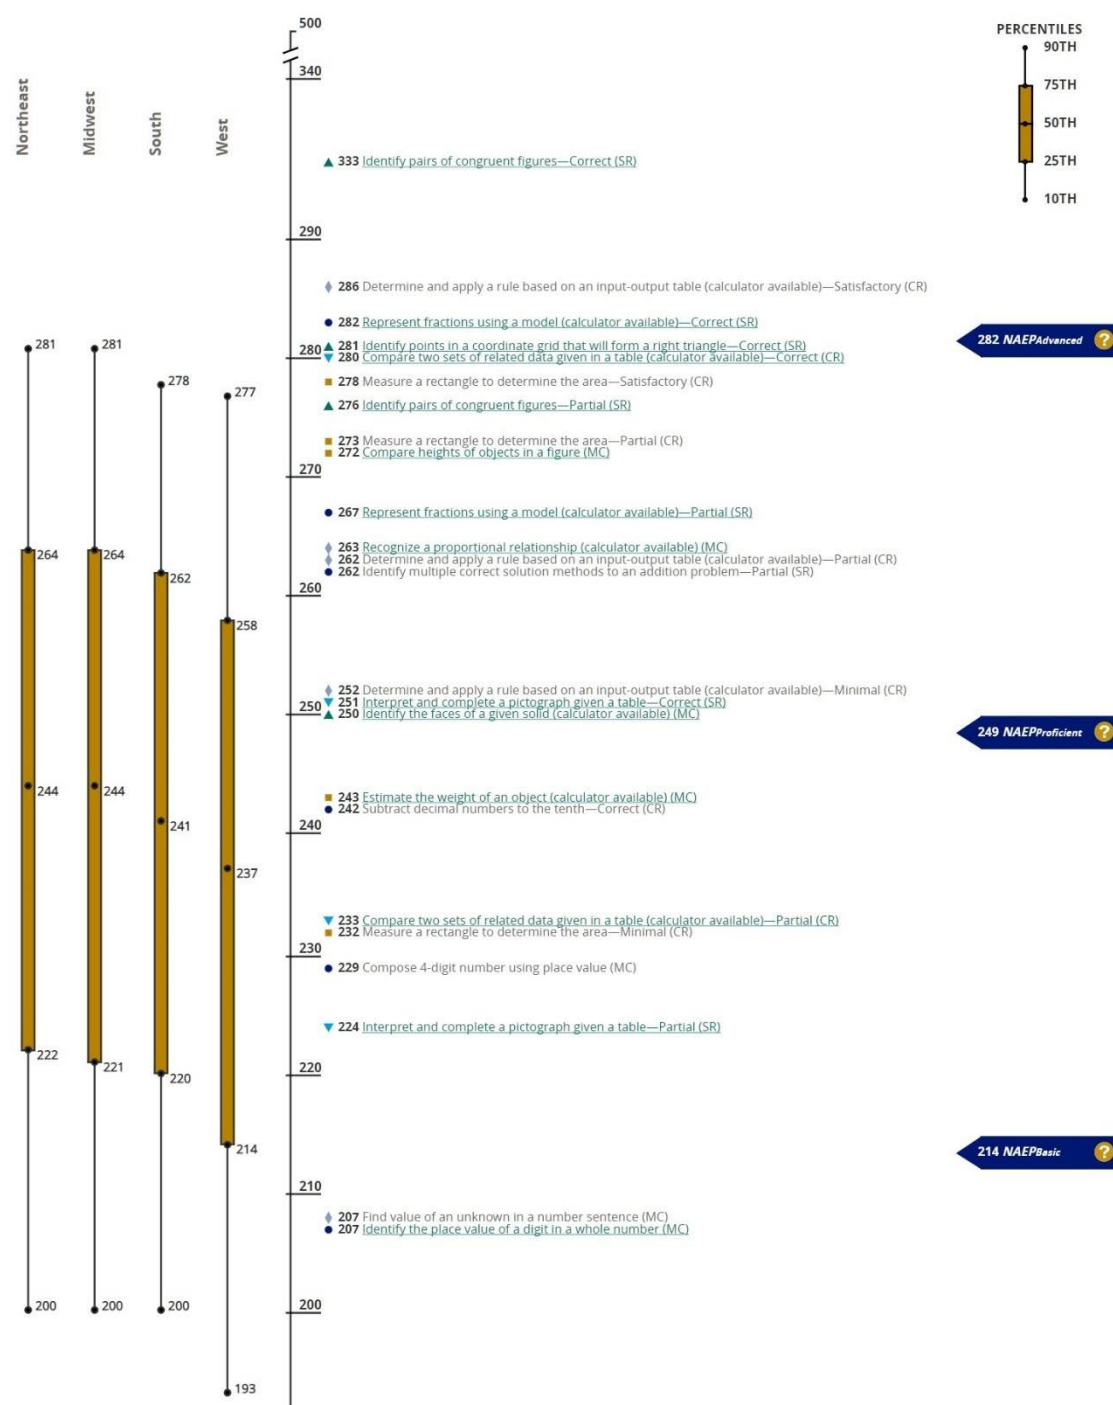 500
PERCENTILES
90TH
75TH
50TH
25TH
10TH
340
Northeast
Midwest
South
West
333 Identify pairs of congruent figures—Correct (SR)
290
286 Determine and apply a rule based on an input-output table (calculator available)—Satisfactory (CR)
282 Represent fractions using a model (calculator available)—Correct (SR)
282 NAEP Advanced ?
281 Identify points in a coordinate grid that will form a right triangle—Correct (SR)
281
281
280
280 Compare two sets of related data given in a table (calculator available)—Correct (CR)
278
278 Measure a rectangle to determine the area—Satisfactory (CR)
277
276 Identify pairs of congruent figures—Partial (SR)
273 Measure a rectangle to determine the area—Partial (CR)
272 Compare heights of objects in a figure (MC)
270
267 Represent fractions using a model (calculator available)—Partial (SR)
263 Recognize a proportional relationship (calculator available) (MC)
264
264
262 Determine and apply a rule based on an input-output table (calculator available)—Partial (CR)
262 Identify multiple correct solution methods to an addition problem—Partial (SR)
262
260
258
252 Determine and apply a rule based on an input-output table (calculator available)—Minimal (CR)
251 Interpret and complete a pictograph given a table—Correct (SR)
250
250 Identify the faces of a given solid (calculator available) (MC)
249 NAEP Proficient ?
244
244
243 Estimate the weight of an object (calculator available) (MC)
242 Subtract decimal numbers to the tenth—Correct (CR)
241
240
237
233 Compare two sets of related data given in a table (calculator available)—Partial (CR)
232 Measure a rectangle to determine the area—Minimal (CR)
230
229 Compose 4-digit number using place value (MC)
224 Interpret and complete a pictograph given a table—Partial (SR)
222
221
220
220
214
214 NAEP Basic ?
210
207 Find value of an unknown in a number sentence (MC)
207 Identify the place value of a digit in a whole number (MC)
200
200
200
200
193